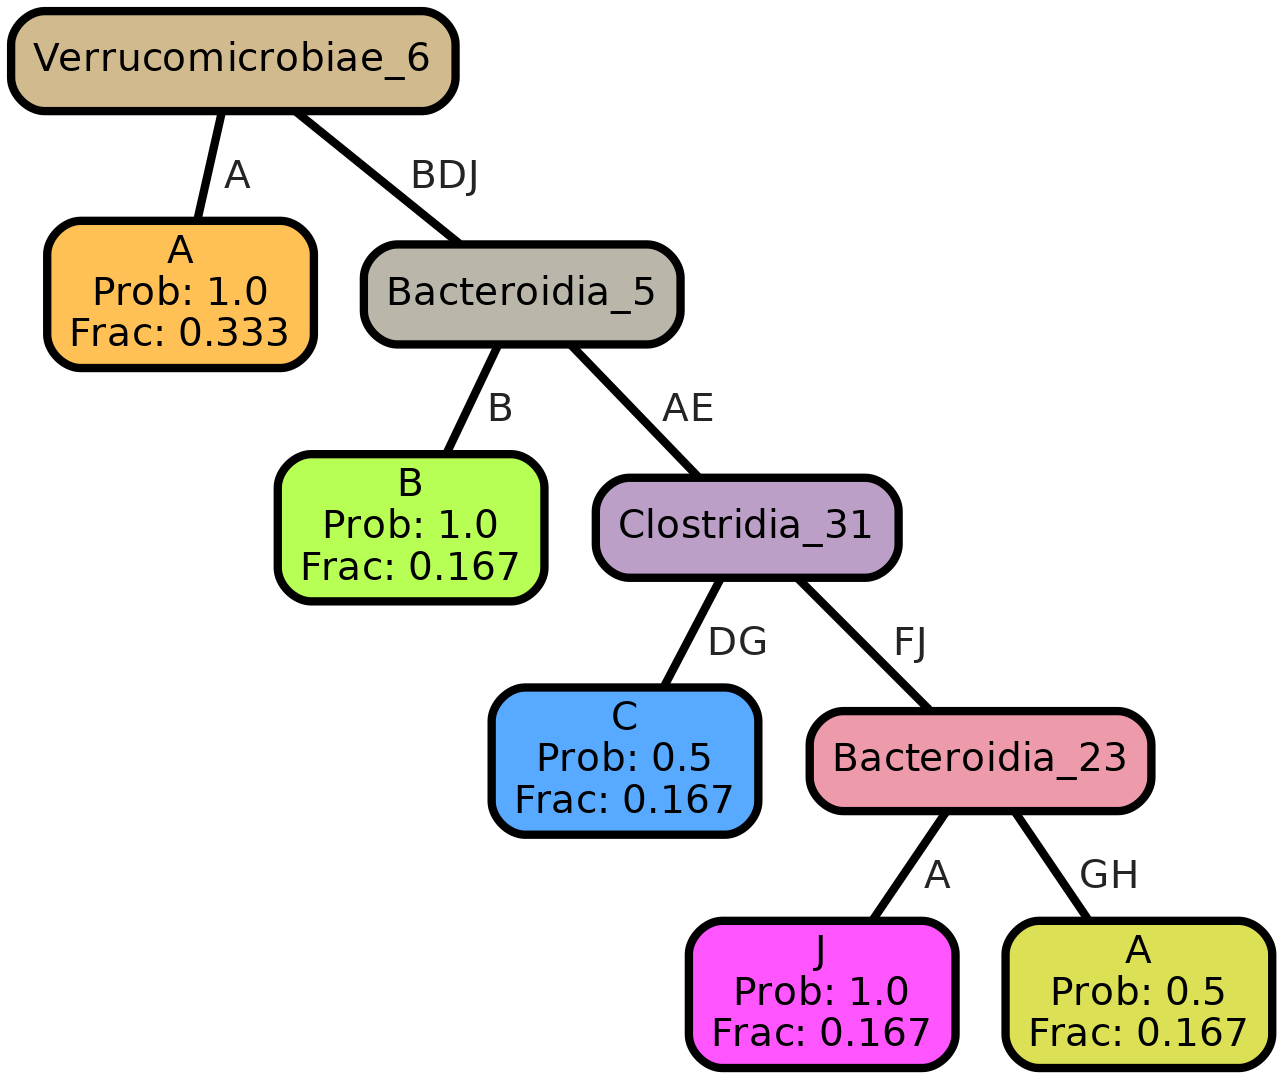 Verrucomicrobiae_6
A
BDJ
A
Prob: 1.0
Frac: 0.333
Bacteroidia_5
B
AE
B
Prob: 1.0
Frac: 0.167
Clostridia_31
DG
FJ
C
Prob: 0.5
Frac: 0.167
Bacteroidia_23
A
GH
J
Prob: 1.0
Frac: 0.167
A
Prob: 0.5
Frac: 0.167